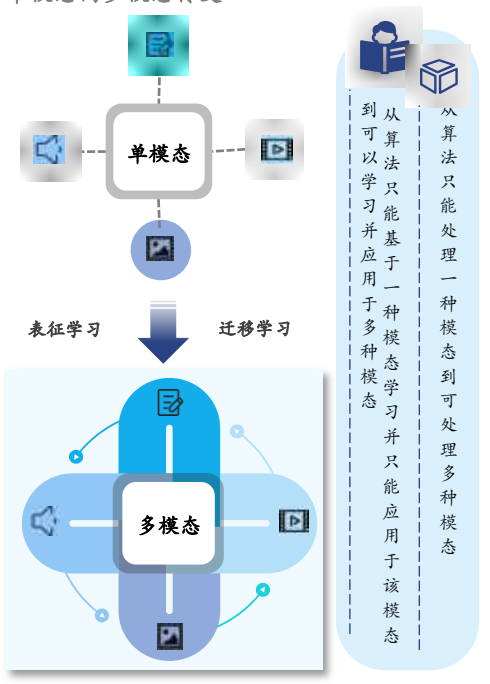 单模态
表征学习
迁移学习
多模态
从算法只能处理一种模态到可处理多种模态
从算法只能基于一种模态学习并只能应用于该模态
到可以学习并应用于多种模态